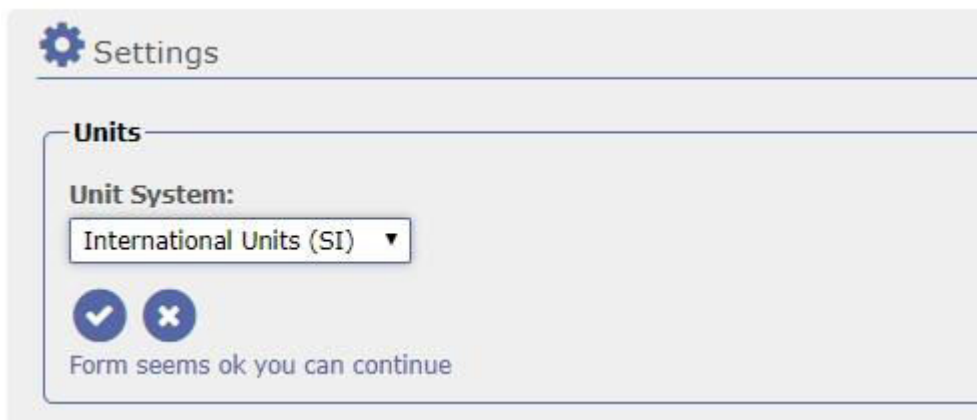 Settings
Units
Unit System:
International Units (SI)
Form seems ok you can continue